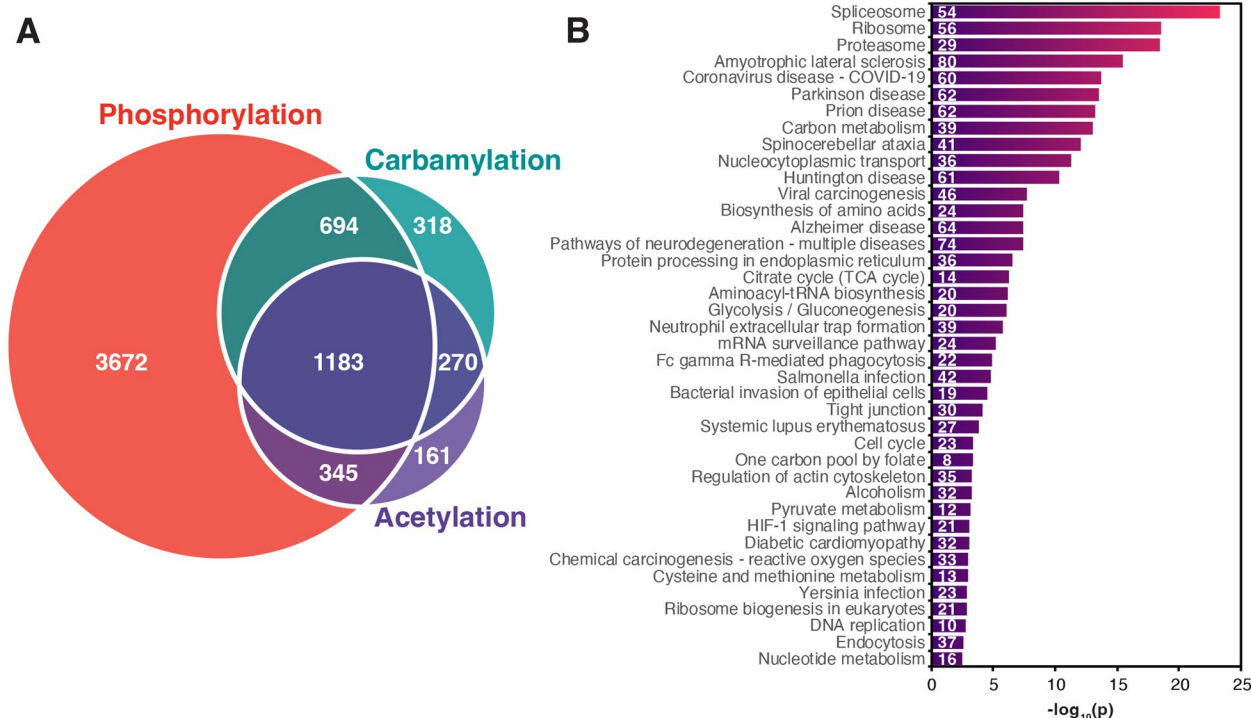 A
Phosphorylation
Carbamylation
694
318
3672
1183
270
345
161
Acetylation
B
Spliceosome 54
Ribosome 56
Proteasome 29
Amyotrophic lateral sclerosis 80
Coronavirus disease - COVID-19 60
Parkinson disease 62
Prion disease 62
Carbon metabolism 39
Spinocerebellar ataxia 41
Nucleocytoplasmic transport 36
Huntington disease 61
Viral carcinogenesis 46
Biosynthesis of amino acids 24
Alzheimer disease 64
Pathways of neurodegeneration - multiple diseases 74
Protein processing in endoplasmic reticulum 36
Citrate cycle (TCA cycle) 14
Aminoacyl-tRNA biosynthesis 20
Glycolysis / Gluconeogenesis 20
Neutrophil extracellular trap formation 39
mRNA surveillance pathway 24
Fc gamma R-mediated phagocytosis 22
Salmonella infection 42
Bacterial invasion of epithelial cells 19
Tight junction 30
Systemic lupus erythematosus 27
Cell cycle 23
One carbon pool by folate 8
Regulation of actin cytoskeleton 35
Alcoholism 32
Pyruvate metabolism 12
HIF-1 signaling pathway 21
Diabetic cardiomyopathy 32
Chemical carcinogenesis - reactive oxygen species 33
Cysteine and methionine metabolism 13
Yersinia infection 23
Ribosome biogenesis in eukaryotes 21
DNA replication 10
Endocytosis 37
Nucleotide metabolism 16
0 5 10 15 20 25
-log10(p)